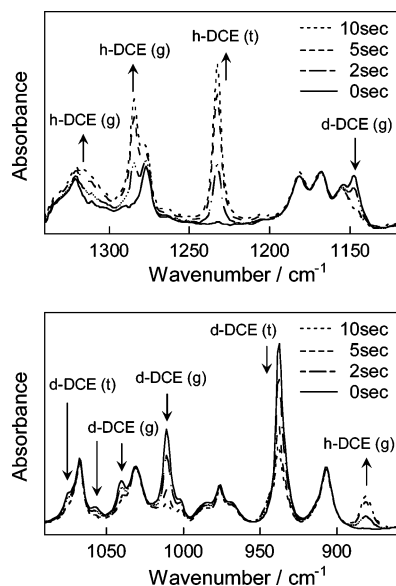 h-DCE (t)
h-DCE (g)
h-DCE (g)
d-DCE (g)
10sec
5sec
2sec
0sec
Absorbance
1300 1250 1200 1150
Wavenumber / cm-1
d-DCE (t)
d-DCE (g)
d-DCE (t)
d-DCE (g)
h-DCE (g)
10sec
5sec
2sec
0sec
Absorbance
1050 1000 950 900
Wavenumber / cm-1